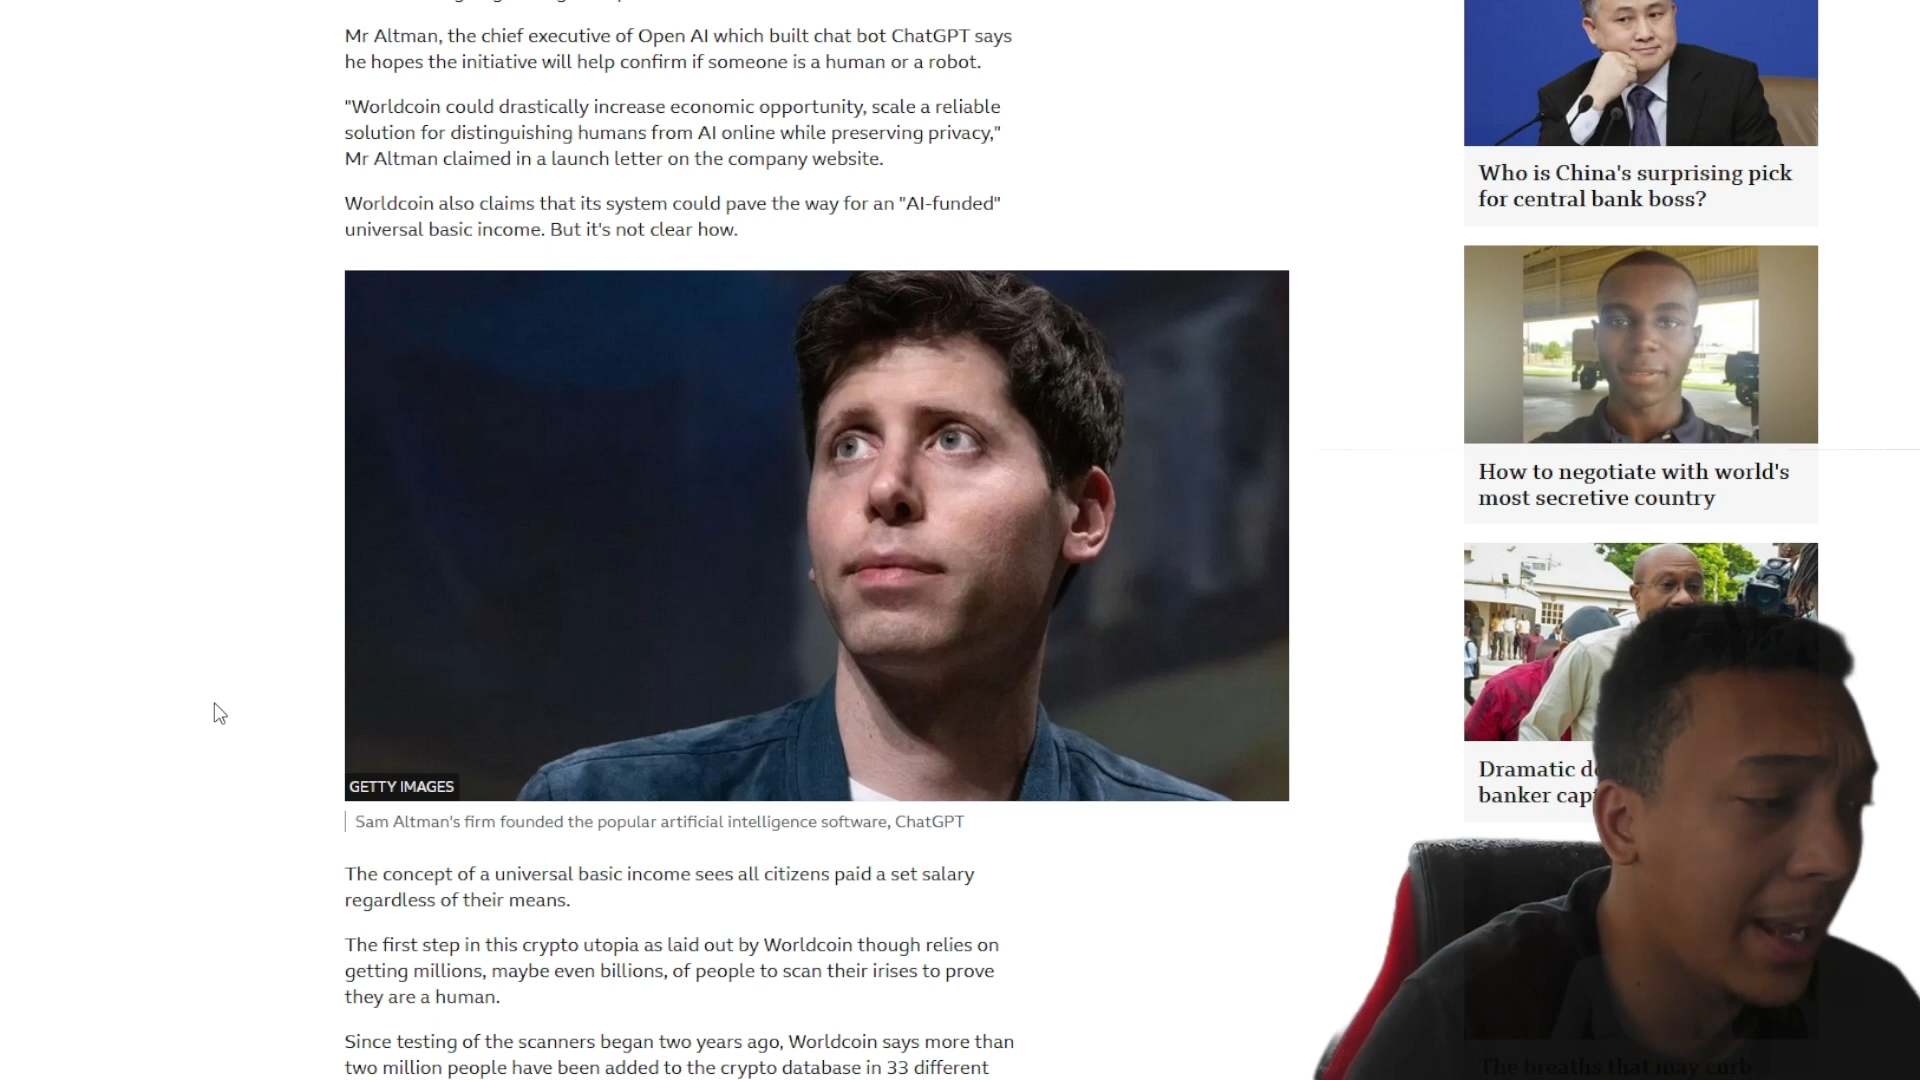 Mr Altman, the chief executive of Open AI which built chat bot ChatGPT says
he hopes the initiative will help confirm if someone is a human or a robot.
"Worldcoin could drastically increase economic opportunity, scale a reliable
solution for distinguishing humans from AI online while preserving privacy,"
Mr Altman claimed in a launch letter on the company website.
Worldcoin also claims that its system could pave the way for an "AI-funded"
universal basic income. But it's not clear how.
GETTY IMAGES
Sam Altman's firm founded the popular artificial intelligence software, ChatGPT
The concept of a universal basic income sees all citizens paid a set salary
regardless of their means.
The first step in this crypto utopia as laid out by Worldcoin though relies on
getting millions, maybe even billions, of people to scan their irises to prove
they are a human.
Since testing of the scanners began two years ago, Worldcoin says more than
two million people have been added to the crypto database in 33 different
Who is China's surprising pick
for central bank boss?
How to negotiate with world's
most secretive country
Dramatic
banker
The breaths that may curb